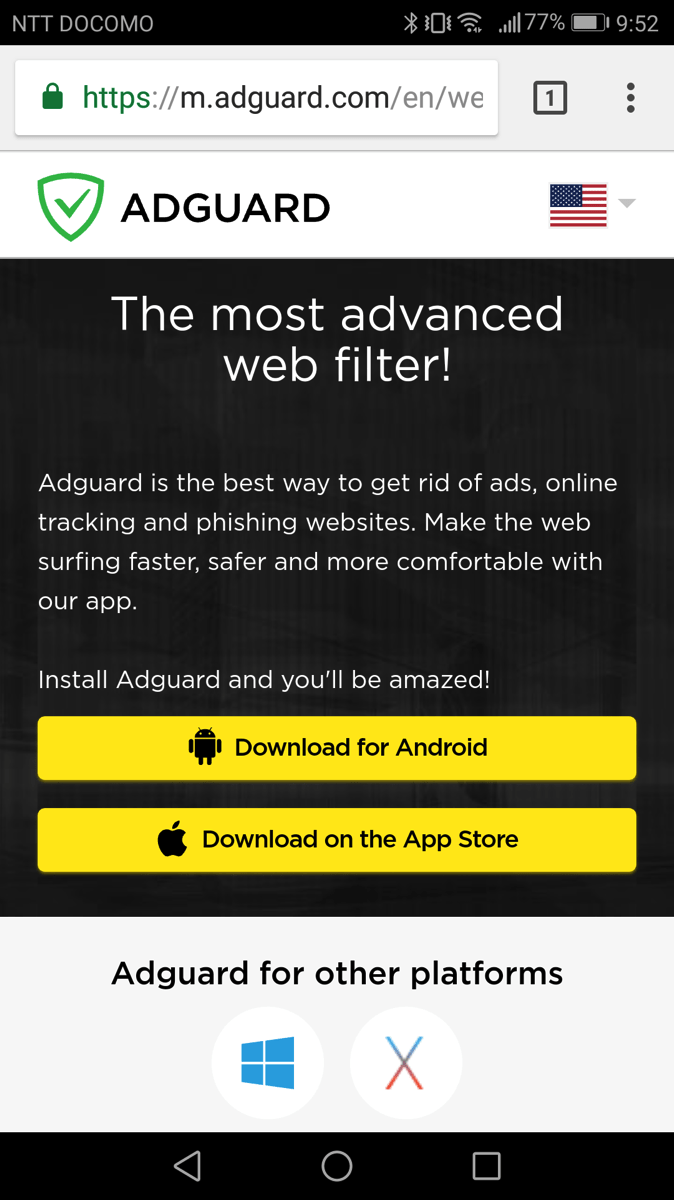 NTT DOCOMO 77% 9:52
https://m.adguard.com/en/we
1
ADGUARD
The most advanced
web filter!
Adguard is the best way to get rid of ads, online
tracking and phishing websites. Make the web
surfing faster, safer and more comfortable with
our app.
Install Adguard and you'll be amazed!
Download for Android
Download on the App Store
Adguard for other platforms